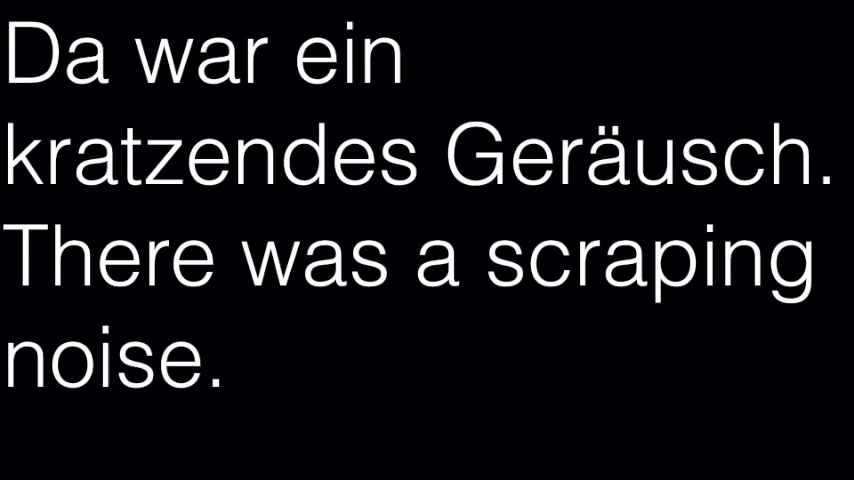 Da war ein
kratzendes Geräusch.
There was a scraping
noise.